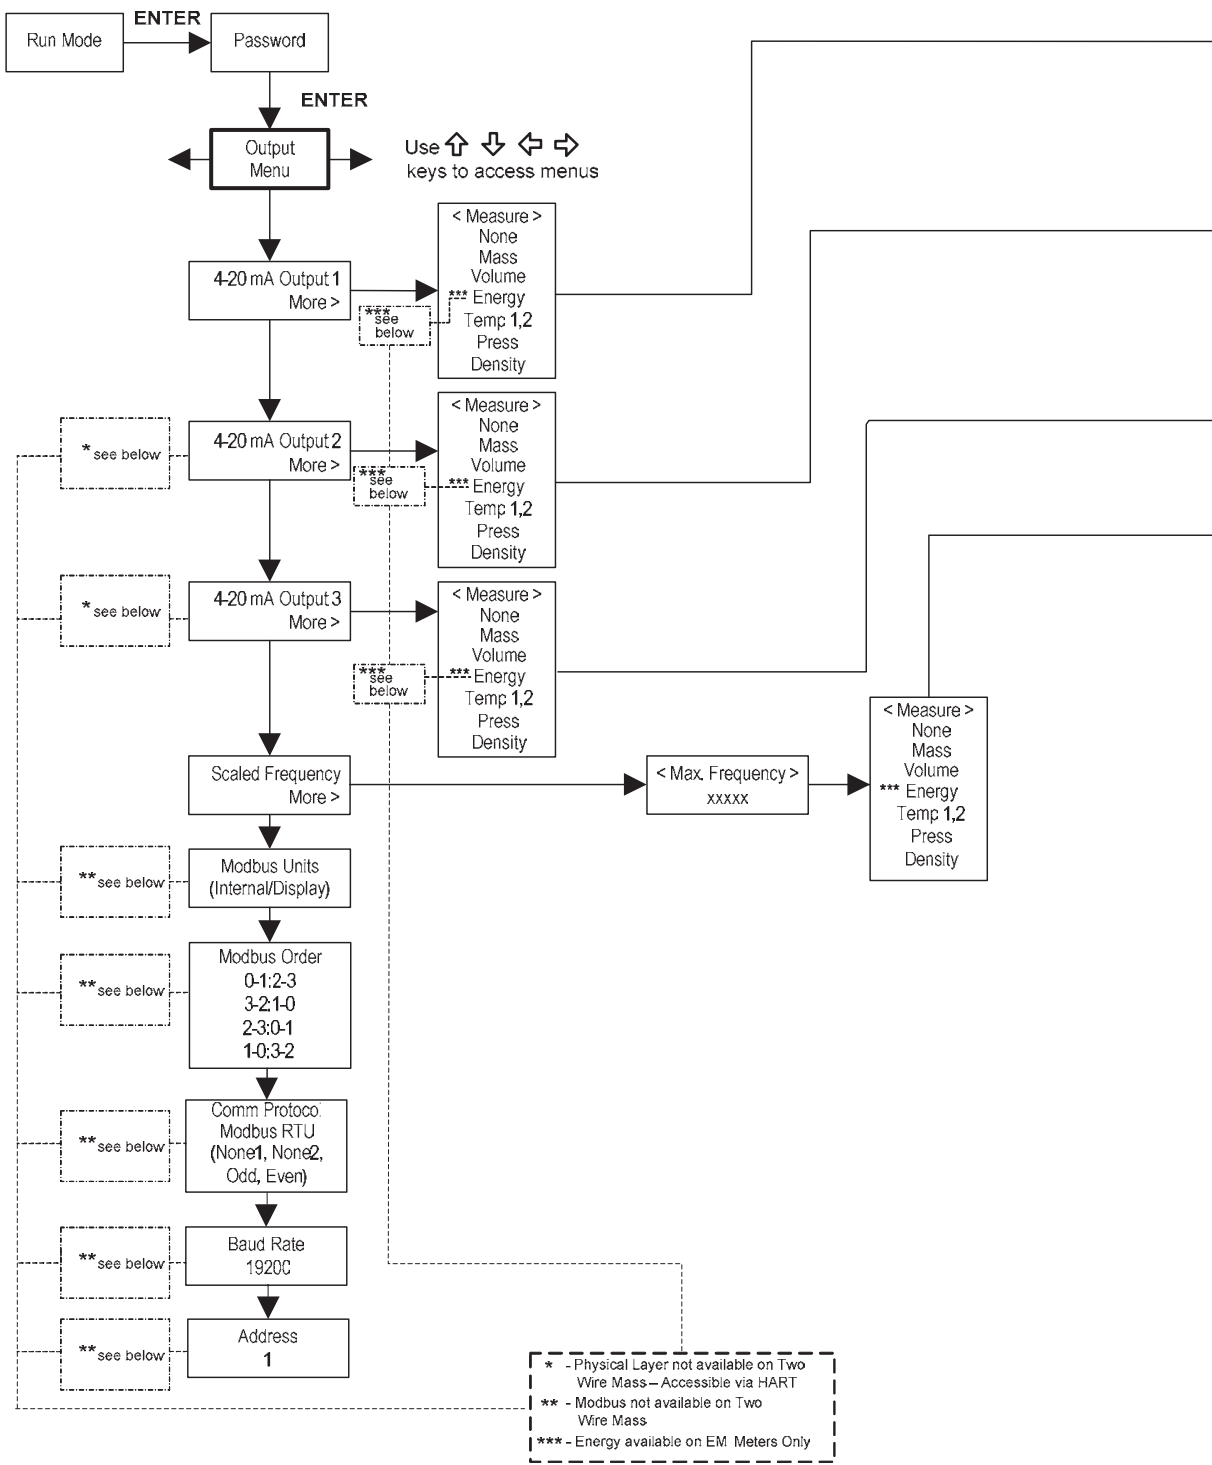 ENTER
Run Mode
Password
ENTER
Output
Menu
Use
keys to access menus
4-20 mA Output 1
More >
< Measure >
None
Mass
Volume
*** Energy
Temp 1,2
Press
Density
***
see
below
* see below
4-20 mA Output 2
More >
< Measure >
None
Mass
Volume
*** Energy
Temp 1,2
Press
Density
***
see
below
* see below
4-20 mA Output 3
More >
< Measure >
None
Mass
Volume
*** Energy
Temp 1,2
Press
Density
***
see
below
Scaled Frequency
More >
< Max. Frequency >
xxxxx
< Measure >
None
Mass
Volume
*** Energy
Temp 1,2
Press
Density
** see below
Modbus Units
(Internal/Display)
** see below
Modbus Order
0-1:2-3
3-2:1-0
2-3:0-1
1-0:3-2
** see below
Comm Protocol
Modbus RTU
(None1, None2,
Odd, Even)
** see below
Baud Rate
19200
** see below
Address
1
* - Physical Layer not available on Two
Wire Mass – Accessible via HART
** - Modbus not available on Two
Wire Mass
*** - Energy available on EM Meters Only